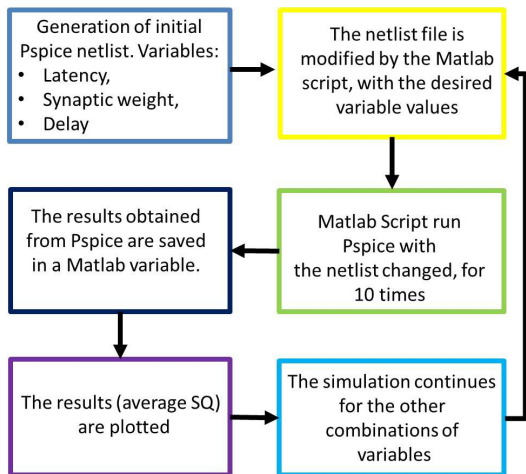 Generation of initial
Pspice netlist. Variables:
• Latency,
• Synaptic weight,
• Delay
The netlist file is
modified by the Matlab
script, with the desired
variable values
Matlab Script run
Pspice with
the netlist changed, for
10 times
The results obtained
from Pspice are saved
in a Matlab variable.
The results (average SQ)
are plotted
The simulation continues
for the other
combinations of
variables